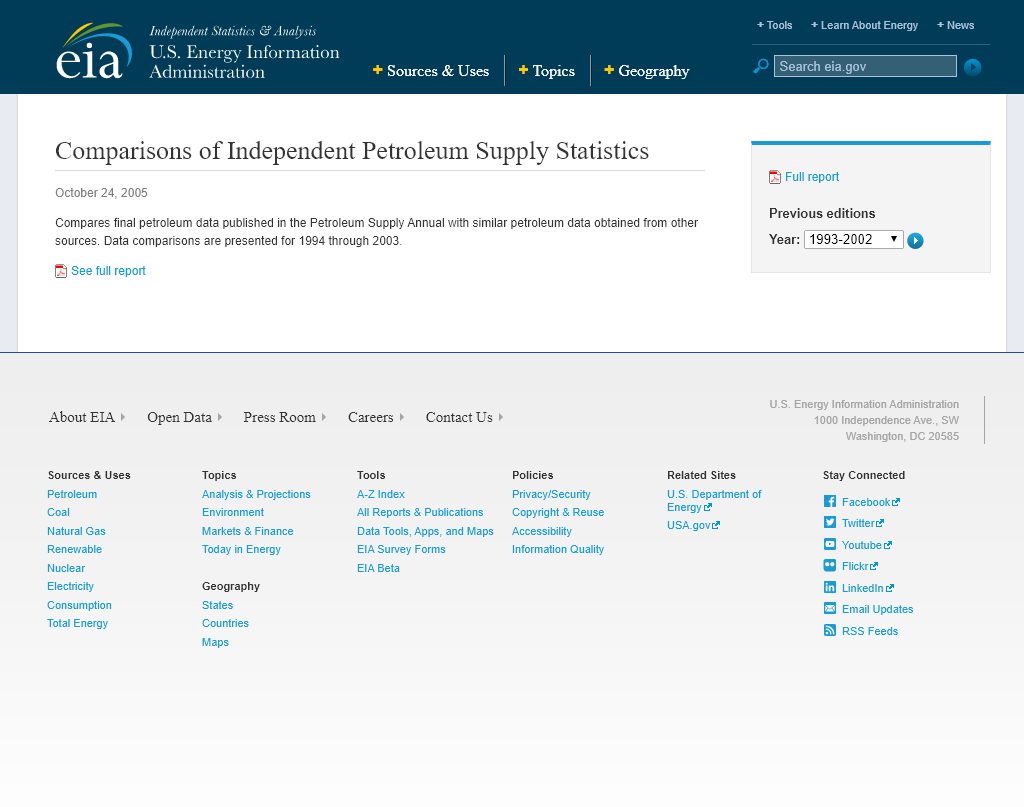 Independent Statistics & Analysis
eia U.S. Energy Information
Administration
+ Sources & Uses + Topics + Geography
+ Tools + Learn About Energy + News
Search eia.gov
Comparisons of Independent Petroleum Supply Statistics
October 24, 2005
Compares final petroleum data published in the Petroleum Supply Annual with similar petroleum data obtained from other
sources. Data comparisons are presented for 1994 through 2003.
See full report
Full report
Previous editions
Year: 1993-2002
About EIA Open Data Press Room Careers Contact Us
U.S. Energy Information Administration
1000 Independence Ave., SW
Washington, DC 20585
Sources & Uses
Petroleum
Coal
Natural Gas
Renewable
Nuclear
Electricity
Consumption
Total Energy
Topics
Analysis & Projections
Environment
Markets & Finance
Today in Energy
Geography
States
Countries
Maps
Tools
A-Z Index
All Reports & Publications
Data Tools, Apps, and Maps
EIA Survey Forms
EIA Beta
Policies
Privacy/Security
Copyright & Reuse
Accessibility
Information Quality
Related Sites
U.S. Department of
Energy
USA.gov
Stay Connected
Facebook
Twitter
Youtube
Flickr
LinkedIn
Email Updates
RSS Feeds